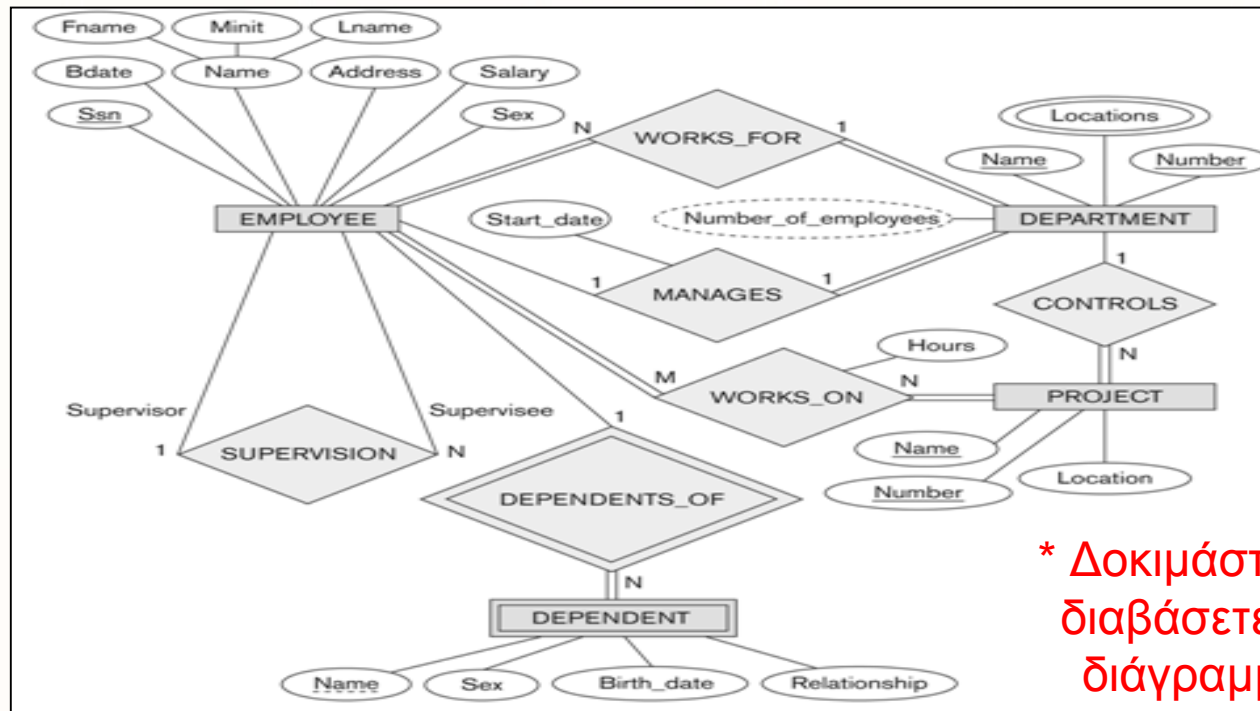 Fname Minit Lname
Bdate Name Address Salary
Ssn Sex
N WORKS_FOR 1
Locations
Name Number
EMPLOYEE Start_date Number_of_employees DEPARTMENT
1 MANAGES 1
1
CONTROLS
N
Hours
M WORKS_ON N PROJECT
Supervisor Supervisee
1 SUPERVISION N
1
Name
Number Location
DEPENDENTS_OF
N
DEPENDENT
Name Sex Birth_date Relationship
*
διαβάσετε